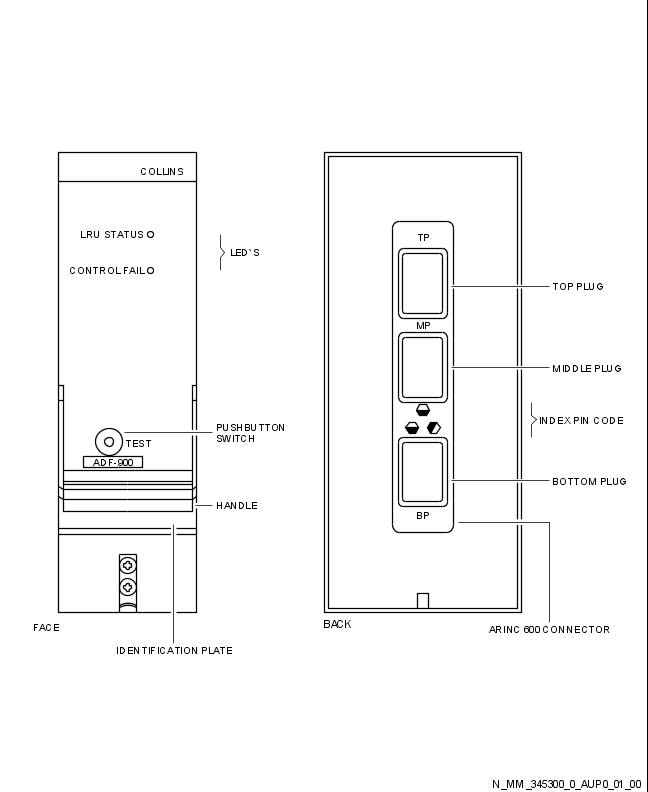 COLLINS
LRU STATUS
CONTROL FAIL
LED`S
PUSHBUTTON
SWITCH
TEST
ADF-900
HANDLE
FACE
IDENTIFICATION PLATE
TP
TOP PLUG
MP
MIDDLE PLUG
INDEX PIN CODE
BOTTOM PLUG
BP
BACK
ARINC 600 CONNECTOR
N_MM_345300_0_AUP0_01_00